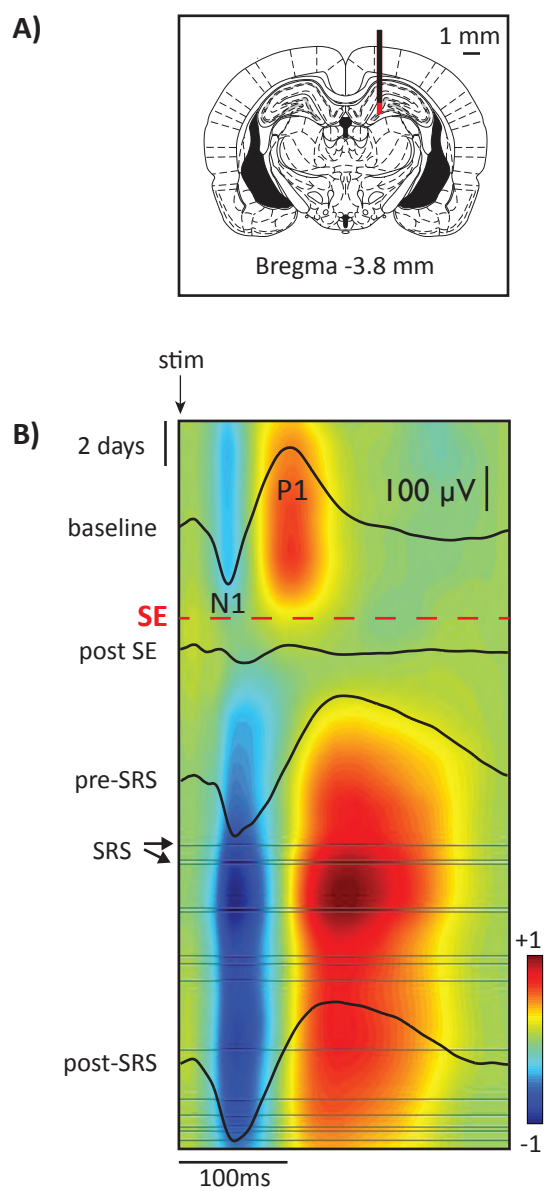 A)
1 mm
Bregma -3.8 mm
stim
B)
2 days
P1
100 µV
baseline
N1
SE
post SE
pre-SRS
SRS
+1
post-SRS
-1
100ms